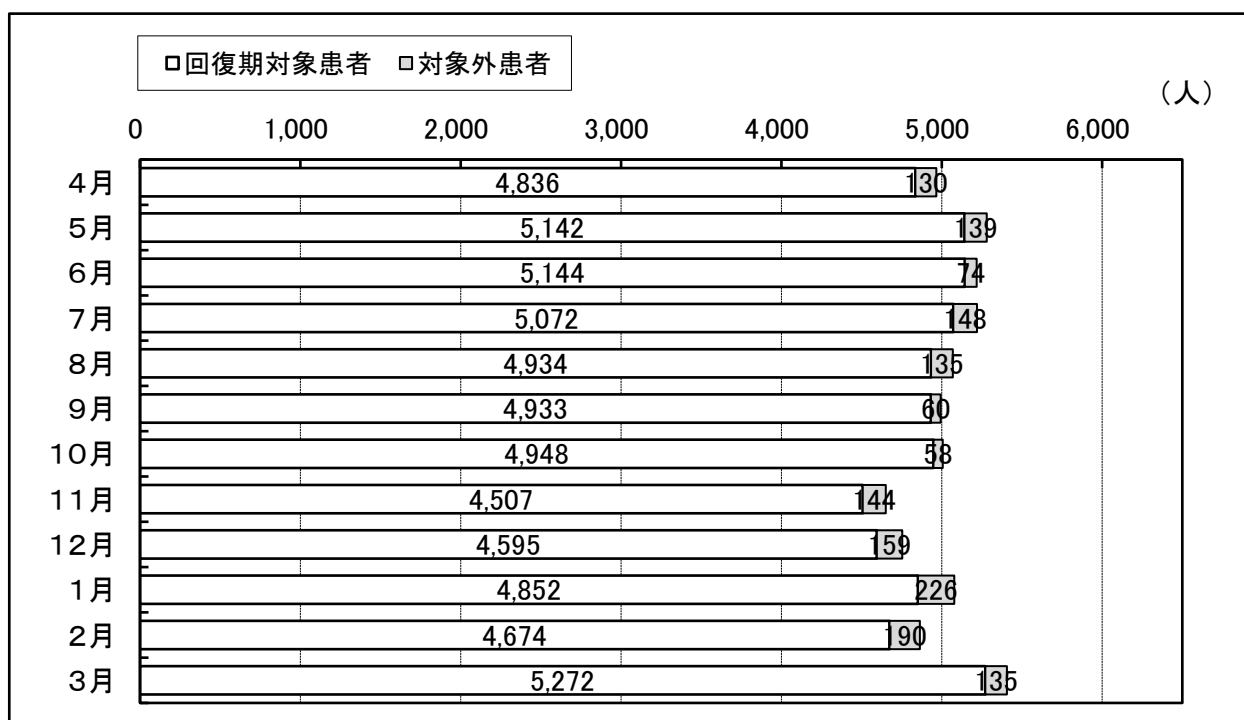 □回復期対象患者 □対象外患者
(人)
0 1,000 2,000 3,000 4,000 5,000 6,000
4月 4,836 130
5月 5,142 139
6月 5,144 74
7月 5,072 148
8月 4,934 135
9月 4,933 60
10月 4,948 58
11月 4,507 144
12月 4,595 159
1月 4,852 226
2月 4,674 190
3月 5,272 135